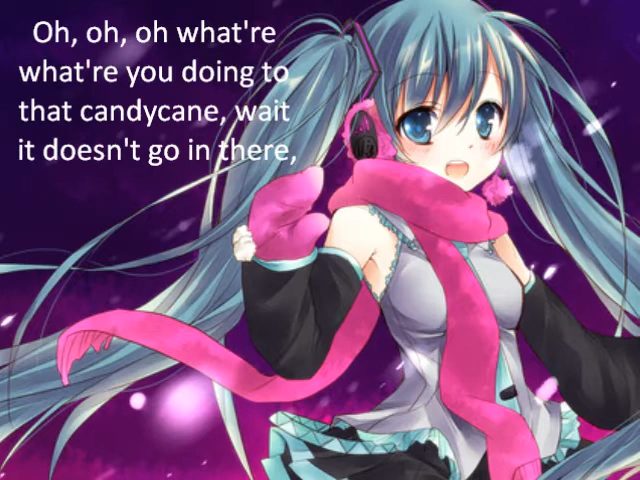 Oh, oh, oh what're
what're you doing to
that candycane, wait
it doesn't go in there,